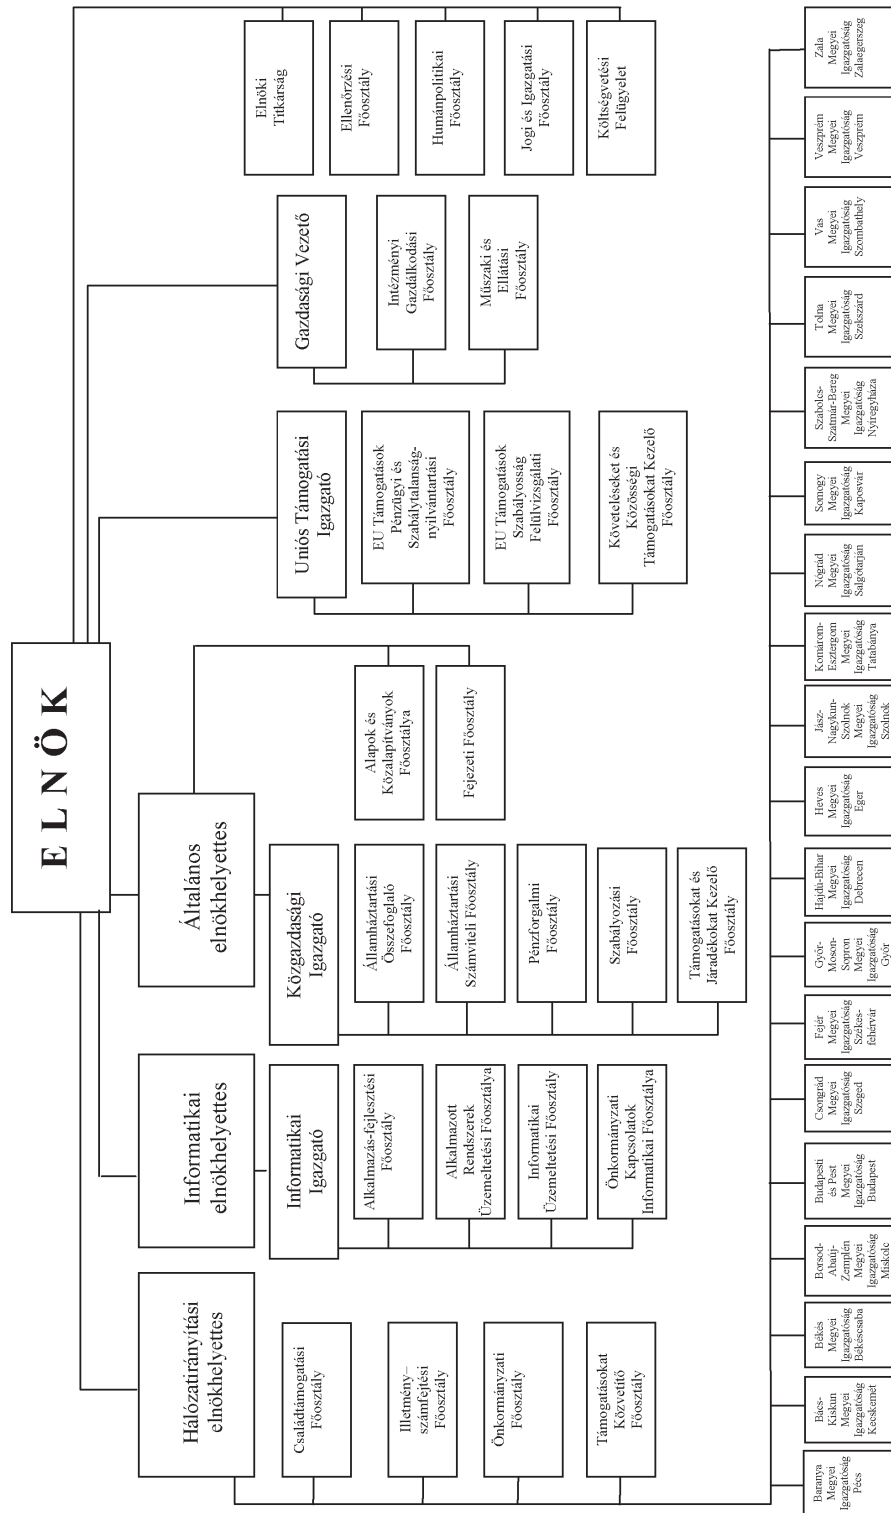 ELNÖK
Hálózatirányítási
elnökhelyettes
Informatikai
elnökhelyettes
Általános
elnökhelyettes
Uniós Támogatási
Igazgató
Gazdasági Vezető
Elnöki
Titkárság
Ellenőrzési
Főosztály
Humánpolitikai
Főosztály
Jogi és Igazgatási
Főosztály
Költségvetési
Felügyelet
Családtámogatási
Főosztály
Illetmény–
számfejtési
Főosztály
Önkormányzati
Főosztály
Támogatásokat
Közvetítő
Főosztály
Informatikai
Igazgató
Alkalmazás-fejlesztési
Főosztály
Alkalmazott
Rendszerek
Üzemeltetési Főosztálya
Informatikai
Üzemeltetési Főosztály
Önkormányzati
Kapcsolatok
Informatikai Főosztálya
Közgazdasági
Igazgató
Államháztartási
Összefoglaló
Főosztály
Államháztartási
Számviteli Főosztály
Pénzforgalmi
Főosztály
Szabályozási
Főosztály
Támogatásokat és
Járadékokat Kezelő
Főosztály
Alapok és
Közalapítványok
Főosztálya
Fejezeti Főosztály
EU Támogatások
Pénzügyi és
Szabálytalanság-
nyilvántartási
Főosztály
EU Támogatások
Szabályosság
Felülvizsgálati
Főosztály
Követeléseket és
Közösségi
Támogatásokat Kezelő
Főosztály
Intézményi
Gazdálkodási
Főosztály
Műszaki és
Ellátási
Főosztály
Baranya
Megyei
Igazgatóság
Pécs
Bács-
Kiskun
Megyei
Igazgatóság
Kecskemét
Békés
Megyei
Igazgatóság
Békéscsaba
Borsod-
Abaúj-
Zemplén
Megyei
Igazgatóság
Miskolc
Budapesti
és Pest
Megyei
Igazgatóság
Budapest
Csongrád
Megyei
Igazgatóság
Szeged
Fejér
Megyei
Igazgatóság
Székes-
fehérvár
Győr-
Moson-
Sopron
Megyei
Igazgatóság
Győr
Hajdú-Bihar
Megyei
Igazgatóság
Debrecen
Heves
Megyei
Igazgatóság
Eger
Jász-
Nagykun-
Szolnok
Megyei
Igazgatóság
Szolnok
Komárom-
Esztergom
Megyei
Igazgatóság
Tatabánya
Nógrád
Megyei
Igazgatóság
Salgótarján
Somogy
Megyei
Igazgatóság
Kaposvár
Szabolcs-
Szatmár-Bereg
Megyei
Igazgatóság
Nyíregyháza
Tolna
Megyei
Igazgatóság
Szekszárd
Vas
Megyei
Igazgatóság
Szombathely
Veszprém
Megyei
Igazgatóság
Veszprém
Zala
Megyei
Igazgatóság
Zalaegerszeg